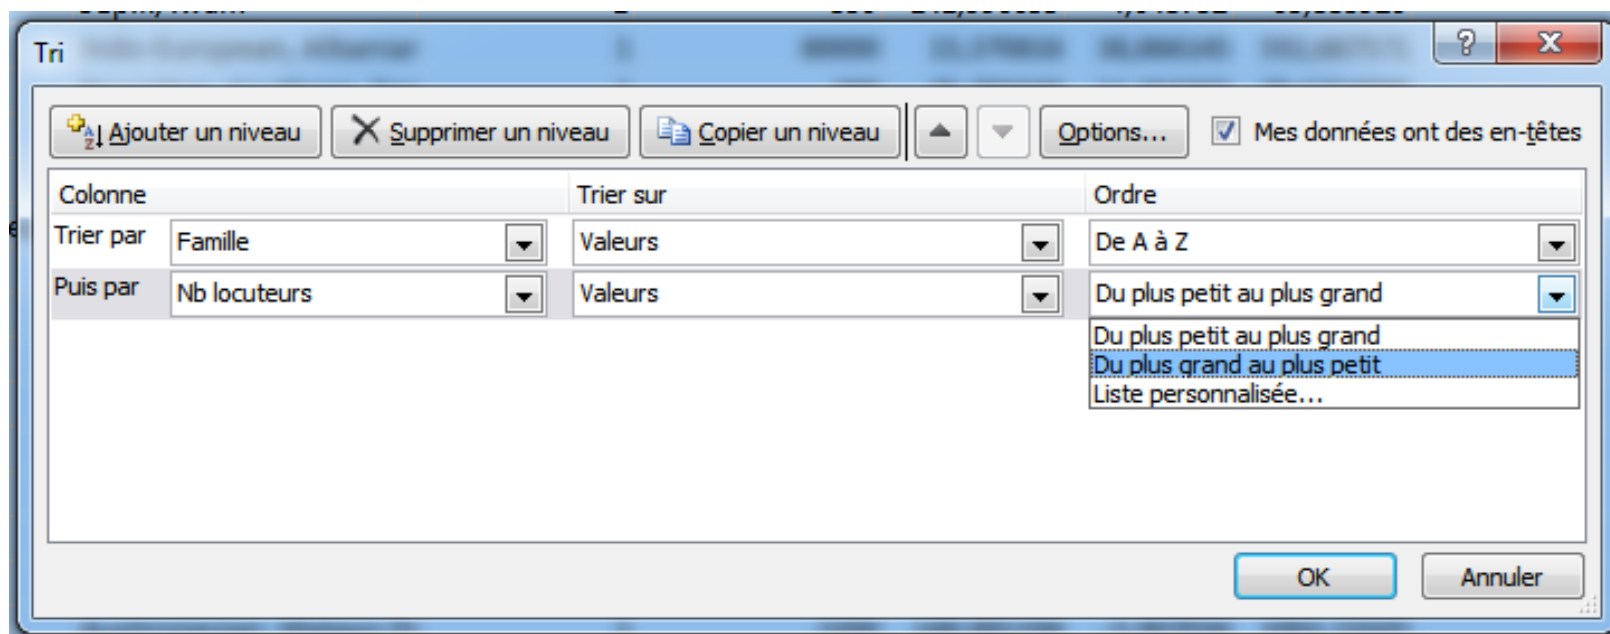 Tri
Ajouter un niveau Supprimer un niveau Copier un niveau Options... Mes données ont des en-têtes
Colonne Trier sur Ordre
Trier par Famille Valeurs De A à Z
Puis par Nb locuteurs Valeurs Du plus petit au plus grand
Du plus petit au plus grand
Du plus grand au plus petit
Liste personnalisée...
OK Annuler